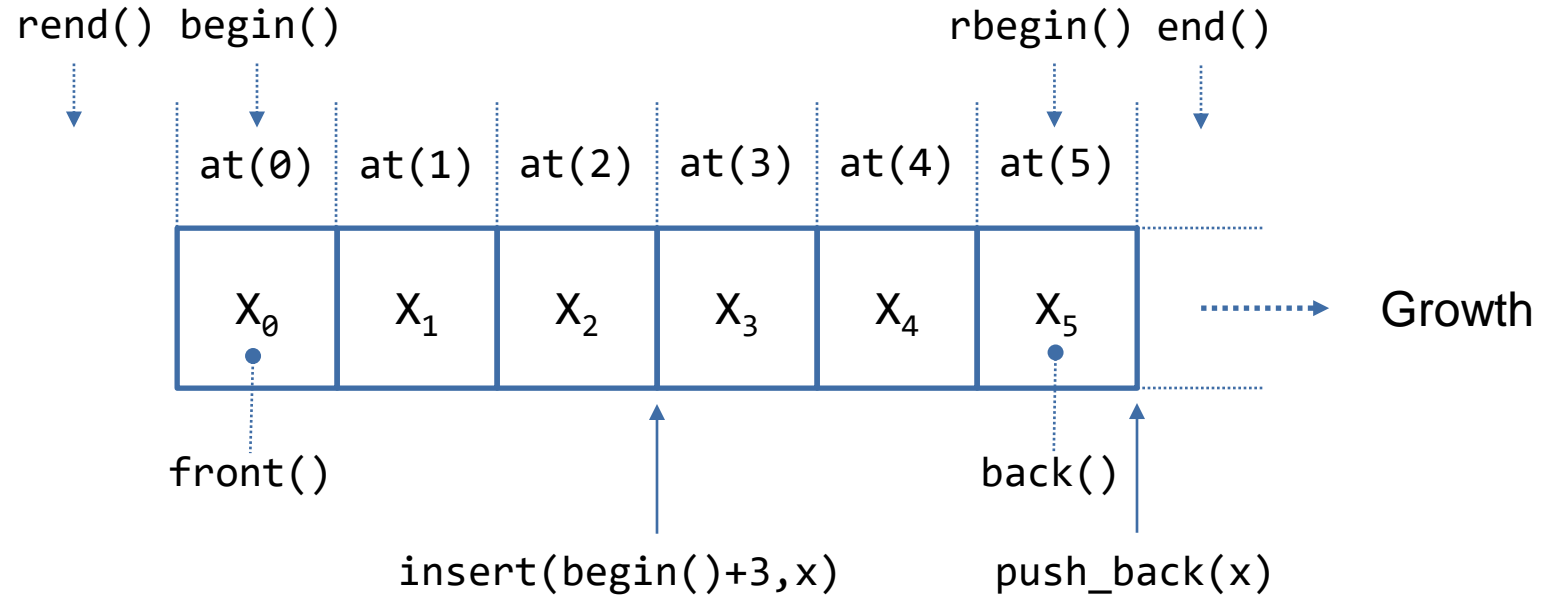 rend() begin() rbegin() end()
at(0) at(1) at(2) at(3) at(4) at(5)
X₀ X₁ X₂ X₃ X₄ X₅ Growth
front() back()
insert(begin()+3,x) push_back(x)